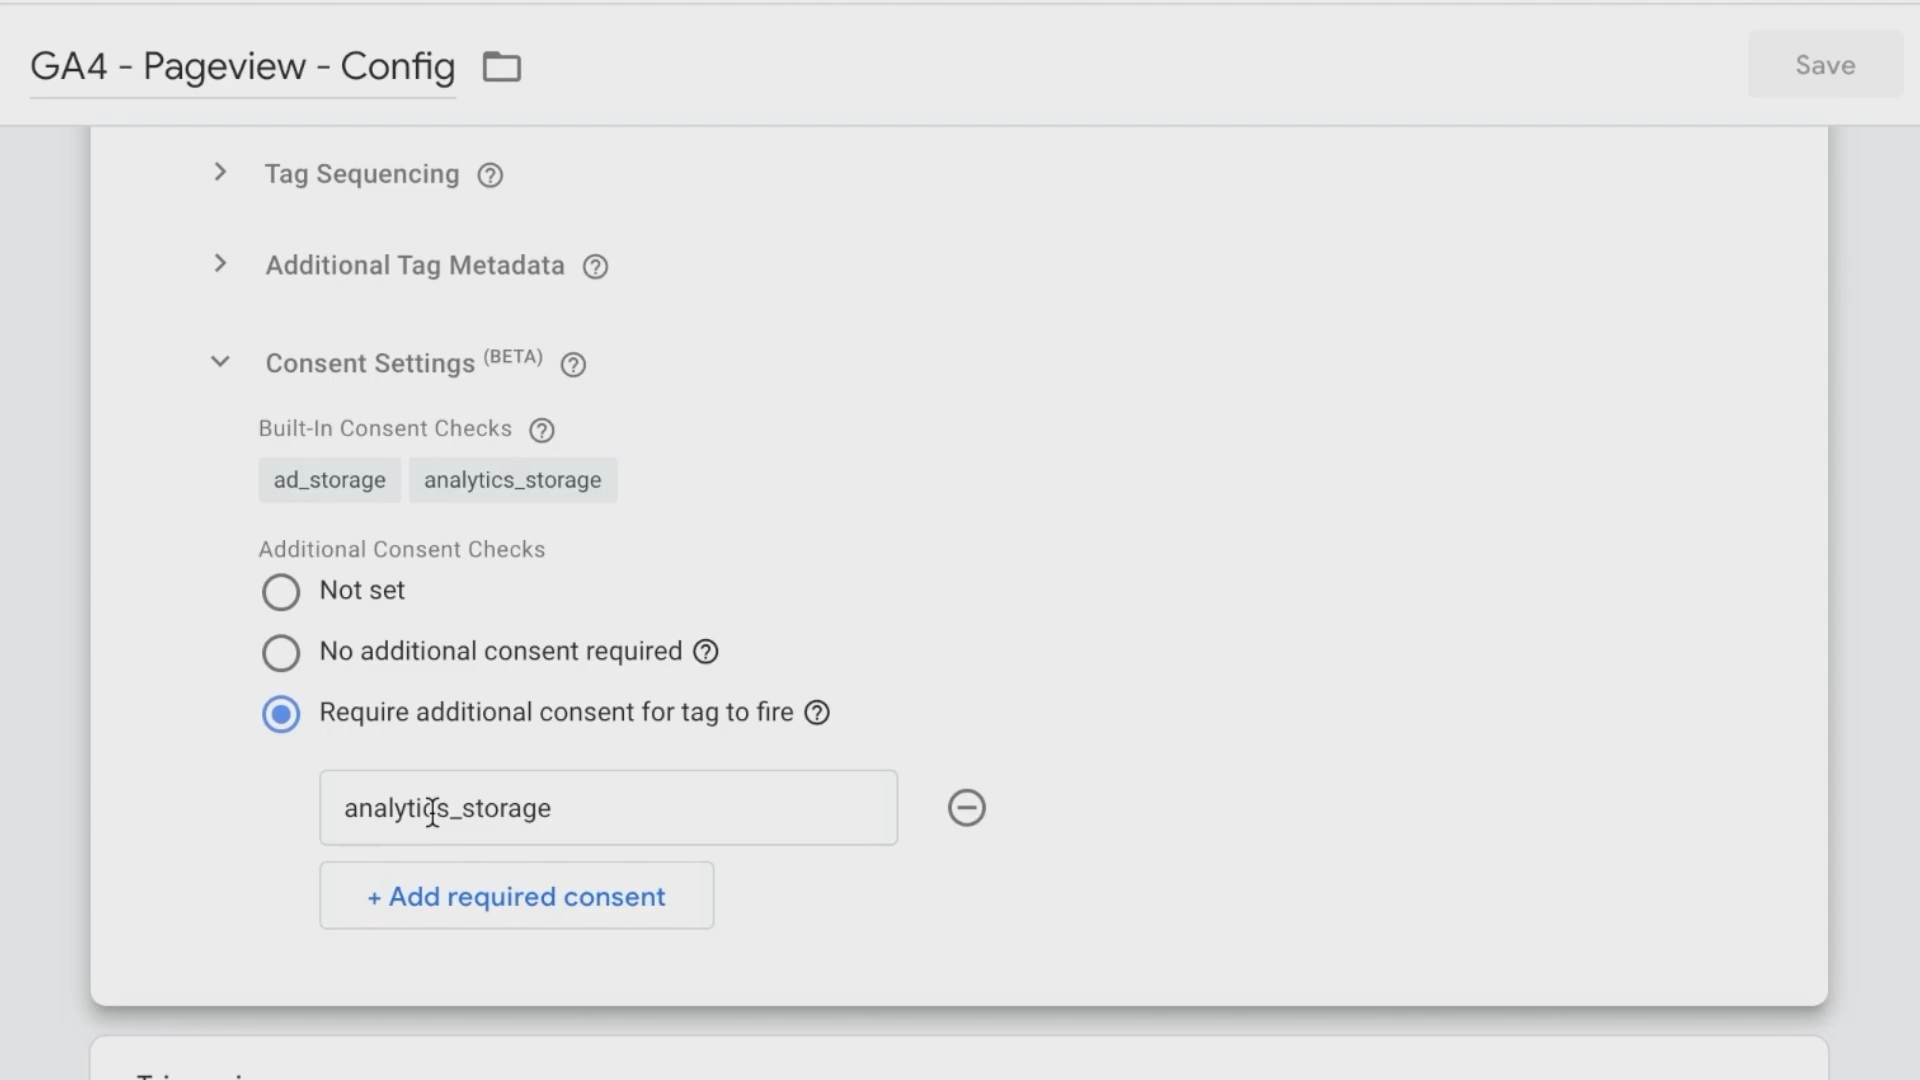 GA4 - Pageview - Config
Save
Tag Sequencing
Additional Tag Metadata
Consent Settings (BETA)
Built-In Consent Checks
ad_storage analytics_storage
Additional Consent Checks
Not set
No additional consent required
Require additional consent for tag to fire
analytics_storage
+ Add required consent